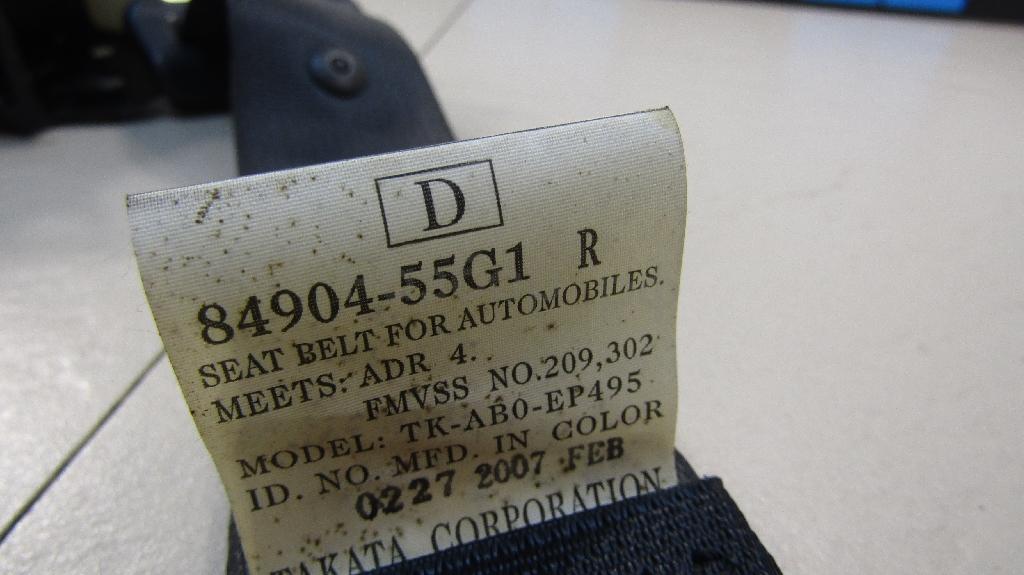 D
84904-55G1 R
SEAT BELT FOR AUTOMOBILES.
MEETS: ADR 4.
FMVSS NO.209,302
MODEL: TK-AB0-EP495
ID. NO. MFD. IN COLOR
0227 2007 FEB
TAKATA CORPORATION